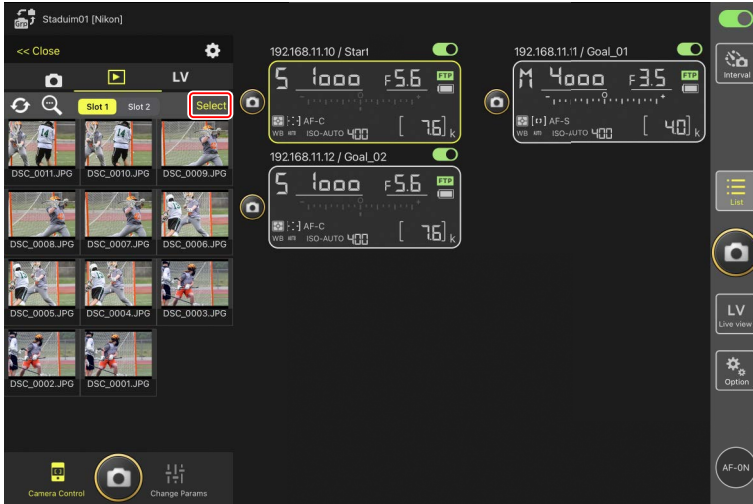 Grp
Staduim01 [Nikon]
<< Close
LV
Slot 1
Slot 2
Select
DSC_0011.JPG
DSC_0010.JPG
DSC_0009.JPG
DSC_0008.JPG
DSC_0007.JPG
DSC_0006.JPG
DSC_0005.JPG
DSC_0004.JPG
DSC_0003.JPG
DSC_0002.JPG
DSC_0001.JPG
Camera Control
Change Params
192.168.11.10 / Start
S 1000 F5.6 FTP
AF-C
WB ISO-AUTO 400 [ 7.6] k
192.168.11.11 / Goal_01
M 4000 F3.5 FTP
AF-S
WB ISO-AUTO 400 [ 4.0] k
192.168.11.12 / Goal_02
S 1000 F5.6 FTP
AF-C
WB ISO-AUTO 400 [ 7.6] k
Interval
List
LV
Live view
Option
AF-ON